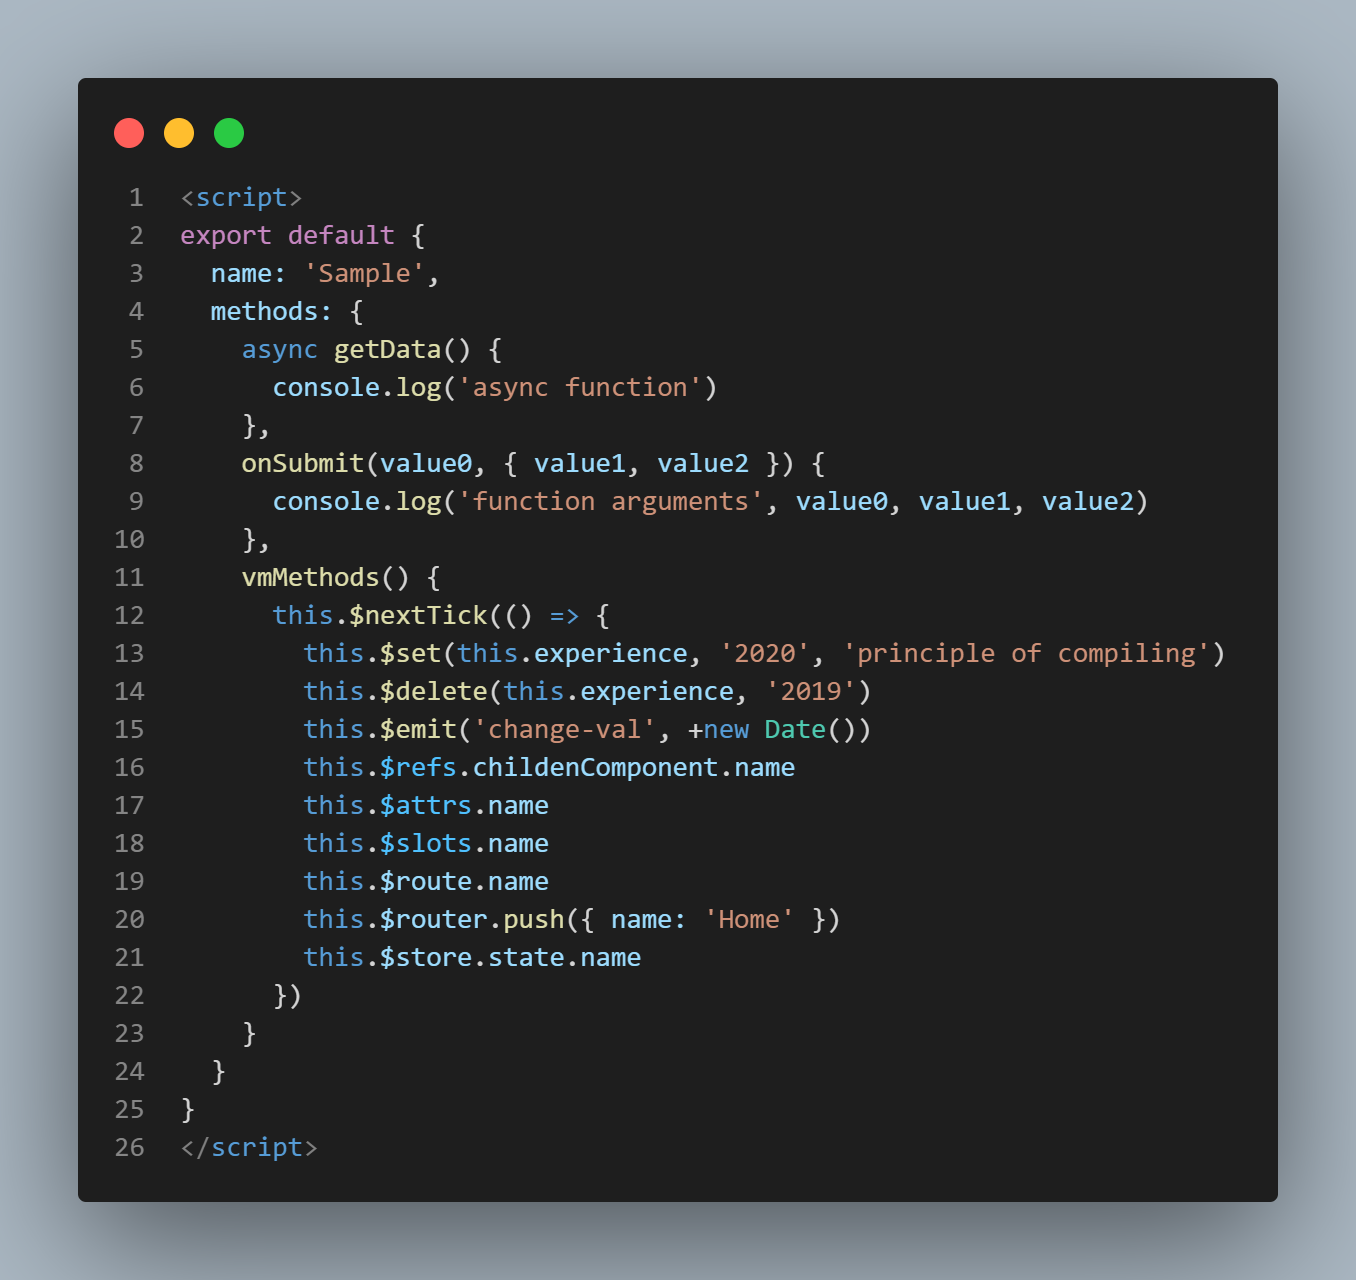 1 <script>
2 export default {
3   name: 'Sample',
4   methods: {
5     async getData() {
6       console.log('async function')
7     },
8     onSubmit(value0, { value1, value2 }) {
9       console.log('function arguments', value0, value1, value2)
10     },
11     vmMethods() {
12       this.$nextTick(() => {
13         this.$set(this.experience, '2020', 'principle of compiling')
14         this.$delete(this.experience, '2019')
15         this.$emit('change-val', +new Date())
16         this.$refs.childenComponent.name
17         this.$attrs.name
18         this.$slots.name
19         this.$route.name
20         this.$router.push({ name: 'Home' })
21         this.$store.state.name
22       })
23     }
24   }
25 }
26 </script>